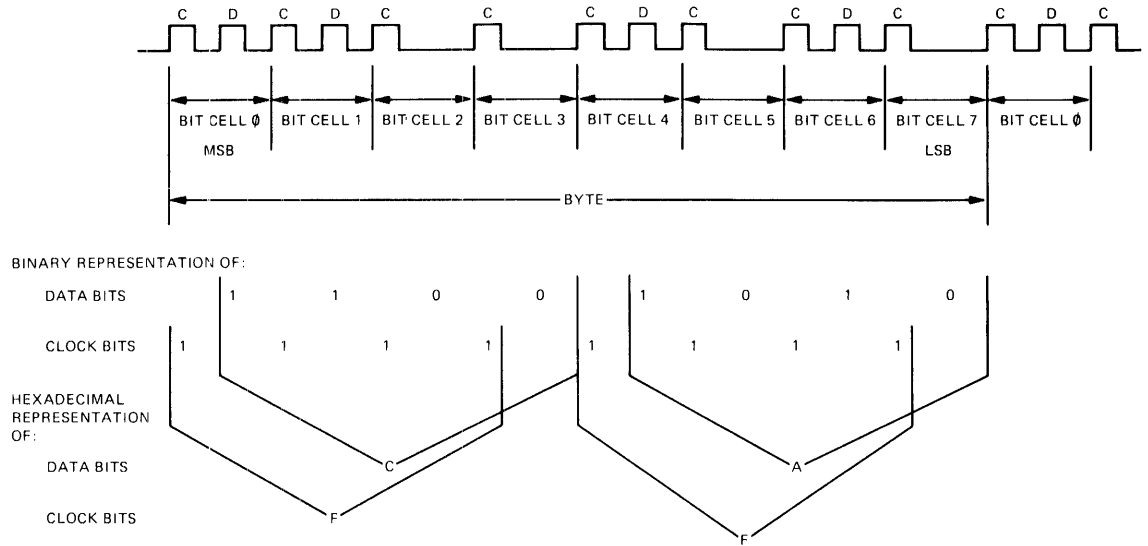 C D C D C C C D C C D C C D C
BIT CELL Ø BIT CELL 1 BIT CELL 2 BIT CELL 3 BIT CELL 4 BIT CELL 5 BIT CELL 6 BIT CELL 7 BIT CELL Ø
MSB LSB
BYTE
BINARY REPRESENTATION OF:
DATA BITS 1 1 0 0 1 0 1 0
CLOCK BITS 1 1 1 1 1 1 1 1
HEXADECIMAL
REPRESENTATION
OF:
DATA BITS C A
CLOCK BITS F
F